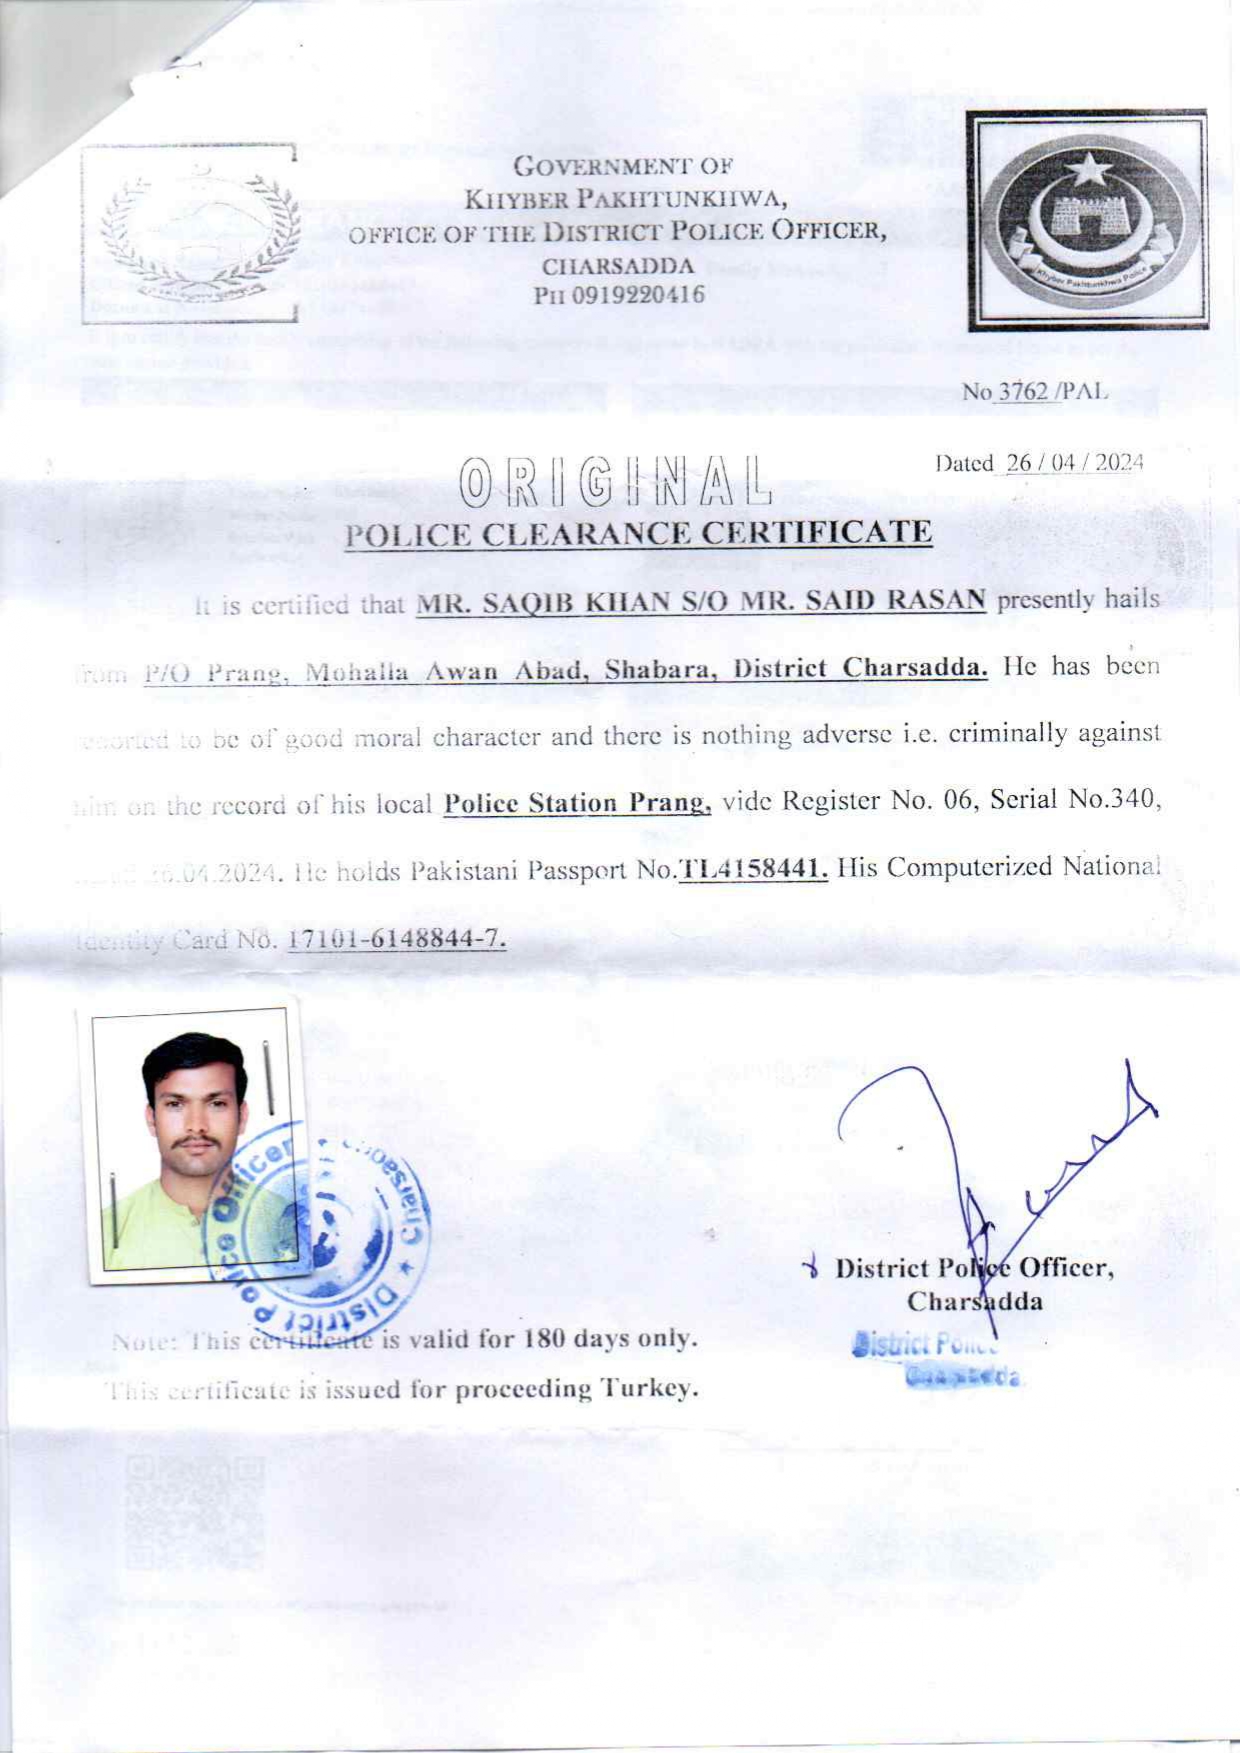 GOVERNMENT OF
KHYBER PAKHTUNKHWA,
OFFICE OF THE DISTRICT POLICE OFFICER,
CHARSADDA
PH 0919220416
Khyber Pakhtunkhwa Police
No 3762 /PAL
Dated 26 / 04 / 2024
ORIGINAL
POLICE CLEARANCE CERTIFICATE
It is certified that MR. SAQIB KHAN S/O MR. SAID RASAN presently hails
from P/O Prang, Mohalla Awan Abad, Shabara, District Charsadda. He has been
reported to be of good moral character and there is nothing adverse i.e. criminally against
him on the record of his local Police Station Prang, vide Register No. 06, Serial No.340,
26.04.2024. He holds Pakistani Passport No.TL4158441. His Computerized National
Identity Card No. 17101-6148844-7.
District Police Officer Charsadda
District Police Officer,
Charsadda
District Police
Charsadda
Note: This certificate is valid for 180 days only.
This certificate is issued for proceeding Turkey.